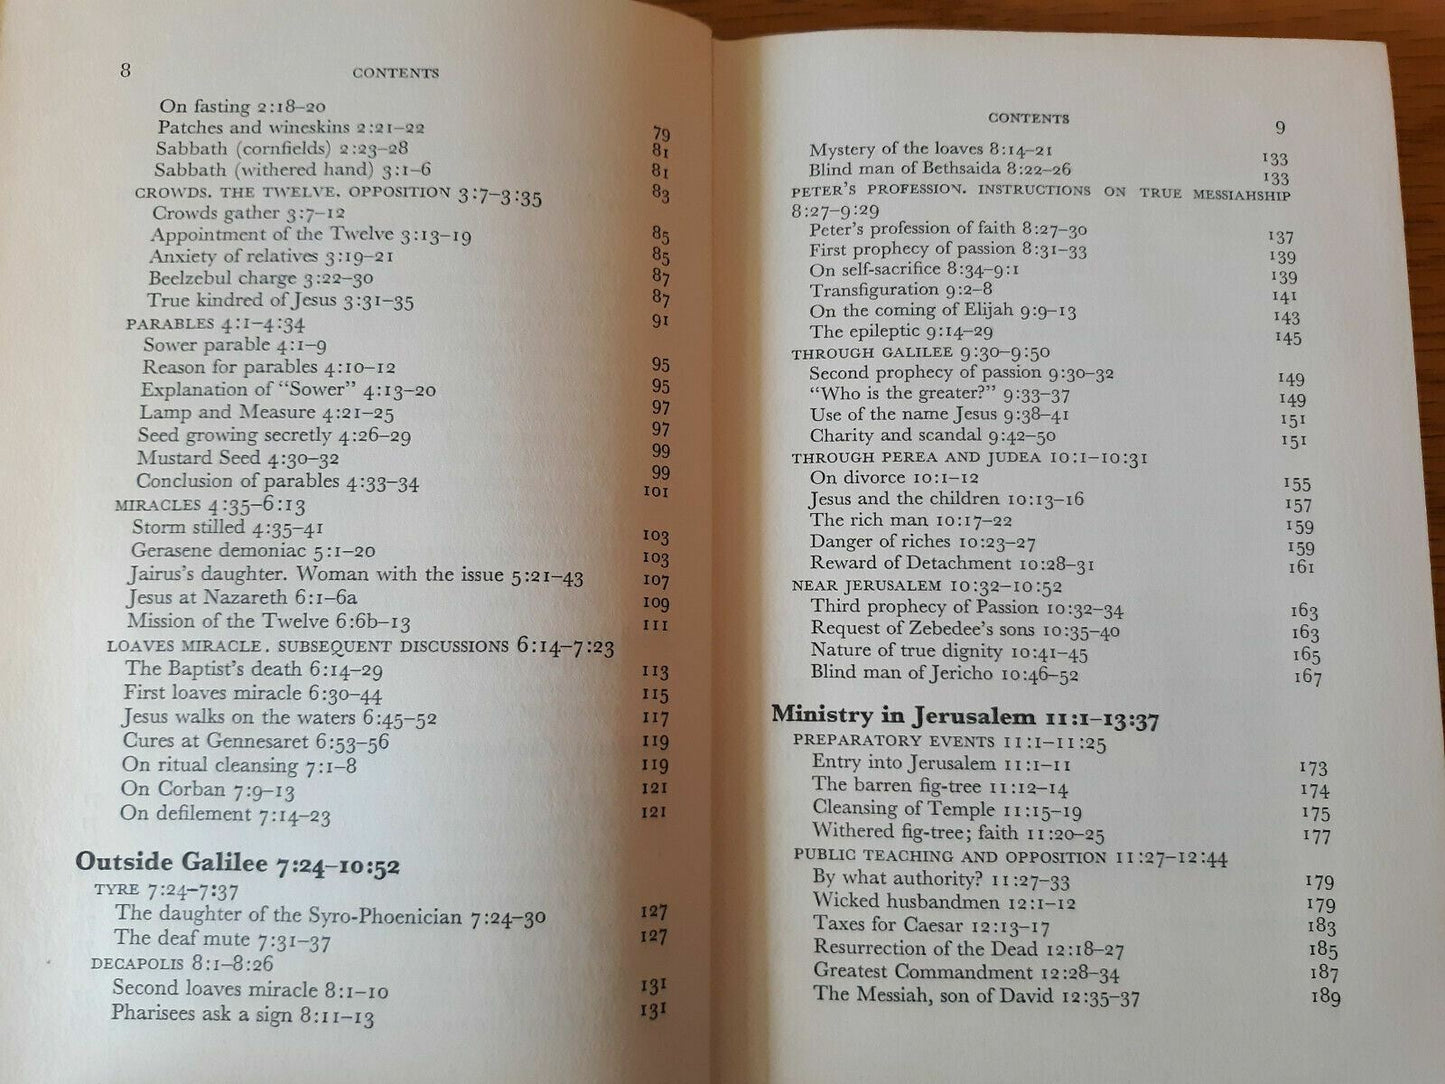 8 CONTENTS
On fasting 2:18–20 79
Patches and wineskins 2:21–22 81
Sabbath (cornfields) 2:23–28 81
Sabbath (withered hand) 3:1–6 83
CROWDS. THE TWELVE. OPPOSITION 3:7–3:35
Crowds gather 3:7–12 85
Appointment of the Twelve 3:13–19 85
Anxiety of relatives 3:19–21 87
Beelzebul charge 3:22–30 87
True kindred of Jesus 3:31–35 91
PARABLES 4:1–4:34
Sower parable 4:1–9 95
Reason for parables 4:10–12 95
Explanation of “Sower” 4:13–20 97
Lamp and Measure 4:21–25 97
Seed growing secretly 4:26–29 99
Mustard Seed 4:30–32 99
Conclusion of parables 4:33–34 101
MIRACLES 4:35–6:13
Storm stilled 4:35–41 103
Gerasene demoniac 5:1–20 103
Jairus's daughter. Woman with the issue 5:21–43 107
Jesus at Nazareth 6:1–6a 109
Mission of the Twelve 6:6b–13 111
LOAVES MIRACLE. SUBSEQUENT DISCUSSIONS 6:14–7:23
The Baptist's death 6:14–29 113
First loaves miracle 6:30–44 115
Jesus walks on the waters 6:45–52 117
Cures at Gennesaret 6:53–56 119
On ritual cleansing 7:1–8 119
On Corban 7:9–13 121
On defilement 7:14–23 121
Outside Galilee 7:24–10:52
TYRE 7:24–7:37
The daughter of the Syro-Phoenician 7:24–30 127
The deaf mute 7:31–37 127
DECAPOLIS 8:1–8:26
Second loaves miracle 8:1–10 131
Pharisees ask a sign 8:11–13 131
CONTENTS 9
Mystery of the loaves 8:14–21 133
Blind man of Bethsaida 8:22–26 133
PETER'S PROFESSION. INSTRUCTIONS ON TRUE MESSIAHSHIP
8:27–9:29
Peter's profession of faith 8:27–30 137
First prophecy of passion 8:31–33 139
On self-sacrifice 8:34–9:1 139
Transfiguration 9:2–8 141
On the coming of Elijah 9:9–13 143
The epileptic 9:14–29 145
THROUGH GALILEE 9:30–9:50
Second prophecy of passion 9:30–32 149
“Who is the greater?” 9:33–37 149
Use of the name Jesus 9:38–41 151
Charity and scandal 9:42–50 151
THROUGH PEREA AND JUDEA 10:1–10:31
On divorce 10:1–12 155
Jesus and the children 10:13–16 157
The rich man 10:17–22 159
Danger of riches 10:23–27 159
Reward of Detachment 10:28–31 161
NEAR JERUSALEM 10:32–10:52
Third prophecy of Passion 10:32–34 163
Request of Zebedee's sons 10:35–40 163
Nature of true dignity 10:41–45 165
Blind man of Jericho 10:46–52 167
Ministry in Jerusalem 11:1–13:37
PREPARATORY EVENTS 11:1–11:25
Entry into Jerusalem 11:1–11 173
The barren fig-tree 11:12–14 174
Cleansing of Temple 11:15–19 175
Withered fig-tree; faith 11:20–25 177
PUBLIC TEACHING AND OPPOSITION 11:27–12:44
By what authority? 11:27–33 179
Wicked husbandmen 12:1–12 179
Taxes for Caesar 12:13–17 183
Resurrection of the Dead 12:18–27 185
Greatest Commandment 12:28–34 187
The Messiah, son of David 12:35–37 189